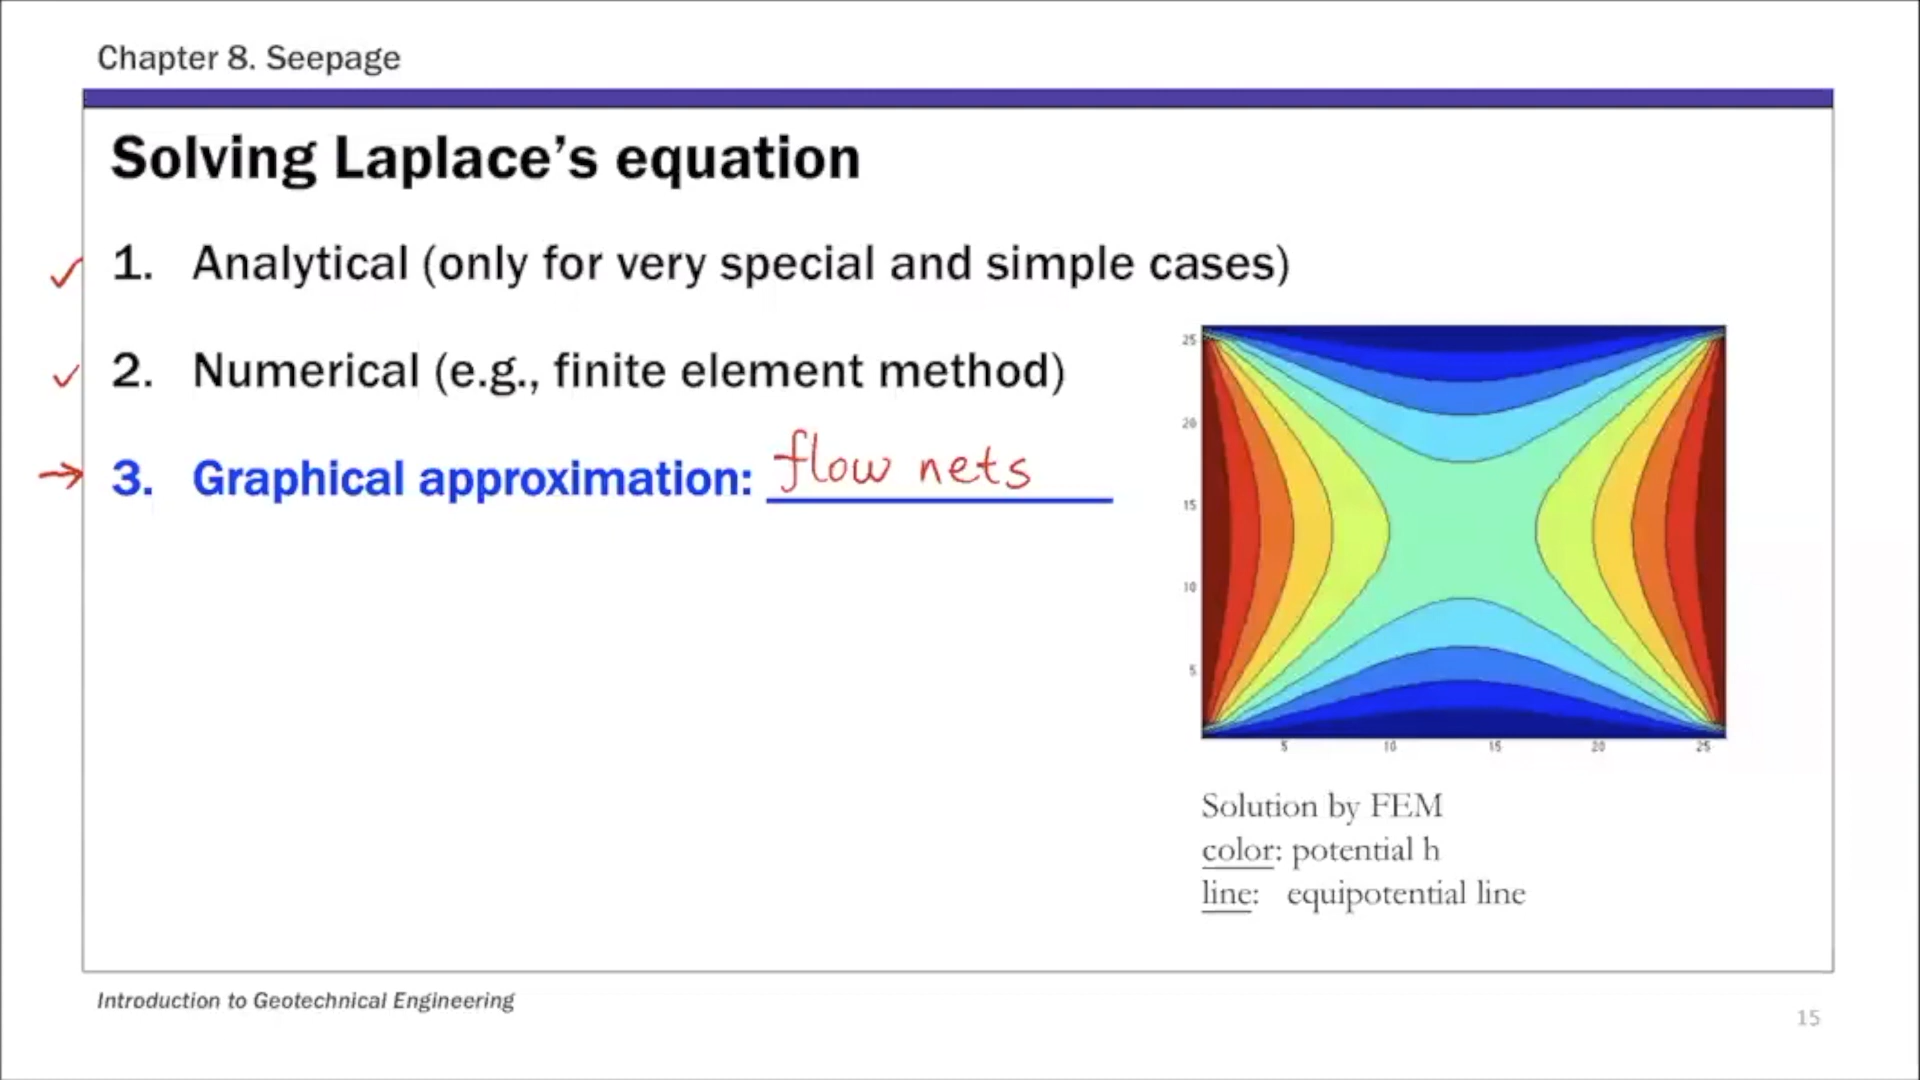 Chapter 8. Seepage
Solving Laplace’s equation
1. Analytical (only for very special and simple cases)
2. Numerical (e.g., finite element method)
3. Graphical approximation: flow nets
25
20
15
10
5
5 10 15 20 25
Solution by FEM
color: potential h
line: equipotential line
Introduction to Geotechnical Engineering
15